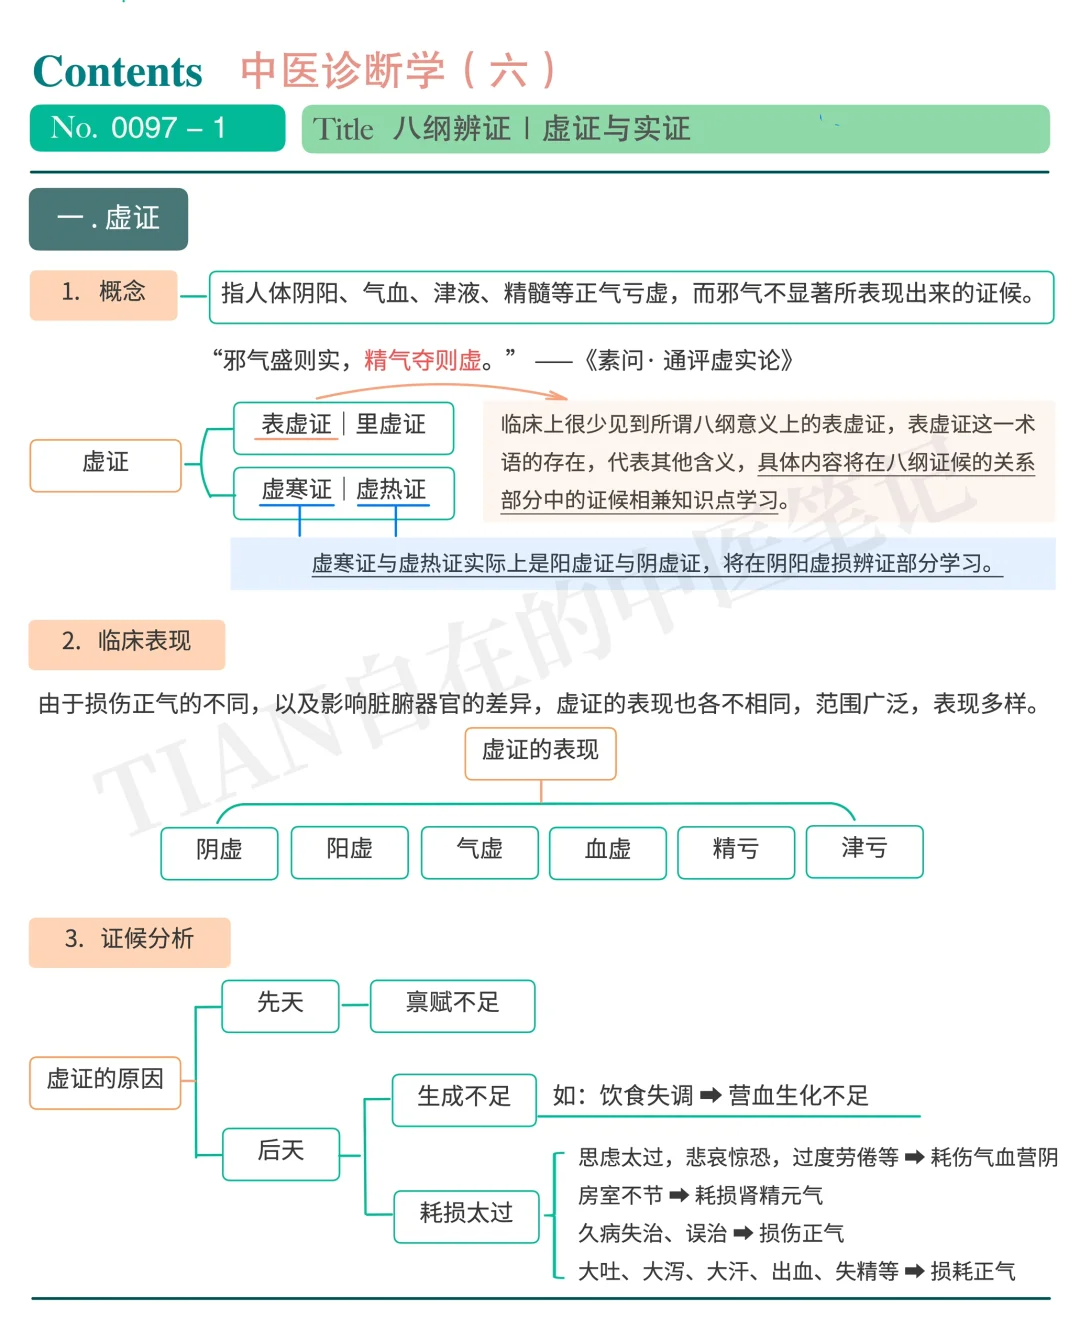 Contents 中医诊断学（六）
No. 0097 – 1
Title 八纲辨证 | 虚证与实证
一 . 虚证
1. 概念
指人体阴阳、气血、津液、精髓等正气亏虚，而邪气不显著所表现出来的证候。
“邪气盛则实，精气夺则虚。” ——《素问· 通评虚实论》
虚证
表虚证｜里虚证
虚寒证｜虚热证
临床上很少见到所谓八纲意义上的表虚证，表虚证这一术
语的存在，代表其他含义，具体内容将在八纲证候的关系
部分中的证候相兼知识点学习。
虚寒证与虚热证实际上是阳虚证与阴虚证，将在阴阳虚损辨证部分学习。
2. 临床表现
由于损伤正气的不同，以及影响脏腑器官的差异，虚证的表现也各不相同，范围广泛，表现多样。
虚证的表现
阴虚
阳虚
气虚
血虚
精亏
津亏
3. 证候分析
虚证的原因
先天
禀赋不足
后天
生成不足
如：饮食失调 ➡ 营血生化不足
耗损太过
思虑太过，悲哀惊恐，过度劳倦等 ➡ 耗伤气血营阴
房室不节 ➡ 耗损肾精元气
久病失治、误治 ➡ 损伤正气
大吐、大泻、大汗、出血、失精等 ➡ 损耗正气
TIAN自在的中医笔记